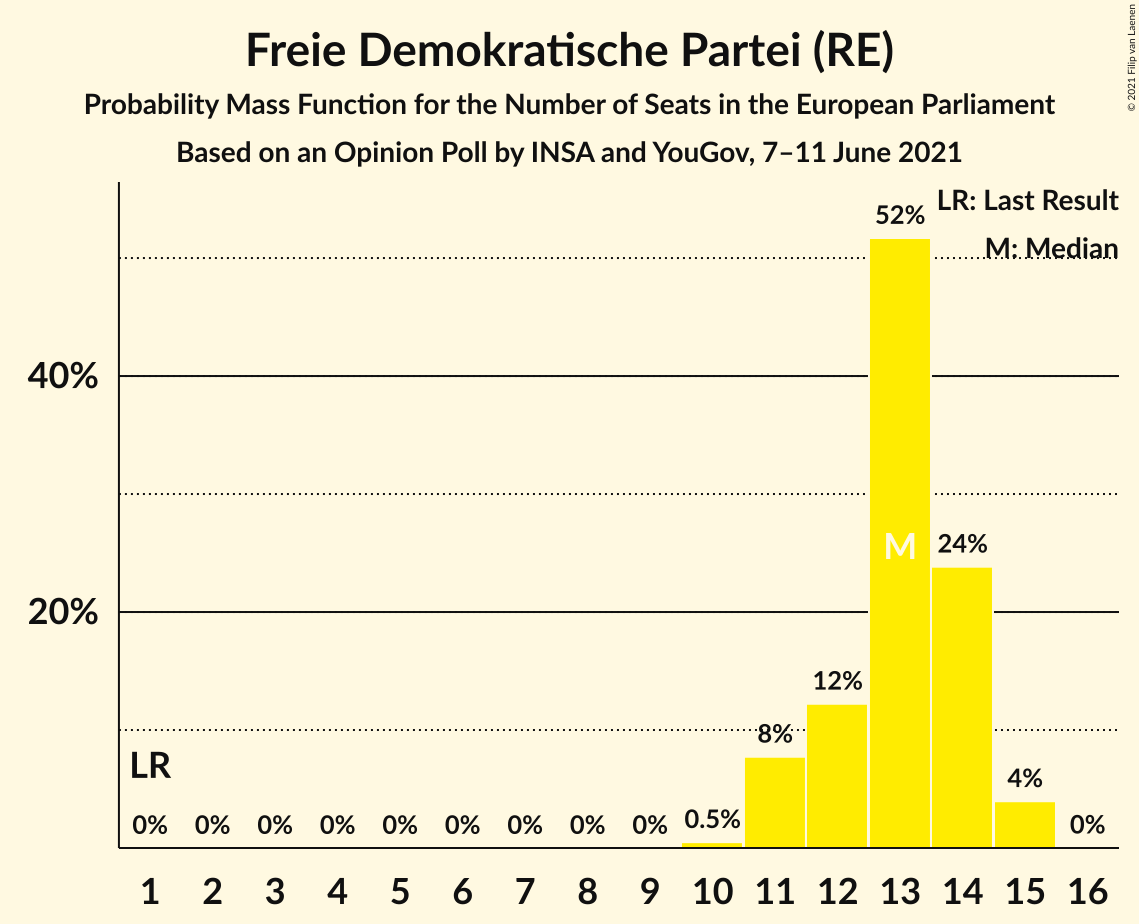 Freie Demokratische Partei (RE)
Probability Mass Function for the Number of Seats in the European Parliament
Based on an Opinion Poll by INSA and YouGov, 7–11 June 2021
© 2021 Filip van Laenen
LR: Last Result
M: Median
52%
40%
M
24%
20%
12%
8%
LR
4%
0% 0% 0% 0% 0% 0% 0% 0% 0% 0.5% 0%
1 2 3 4 5 6 7 8 9 10 11 12 13 14 15 16